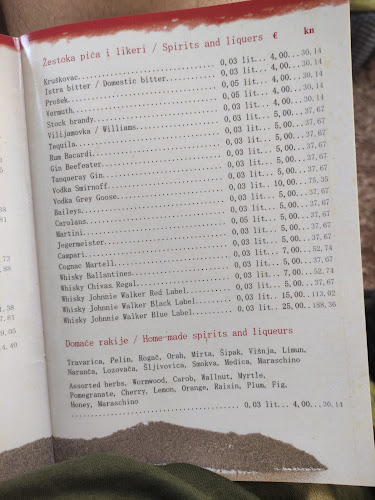 Žestoka pića i likeri / Spirits and liquers € kn
Kruškovac...0,03 lit... 4,00...30,14
Istra bitter / Domestic bitter...0,03 lit... 4,00...30,14
Prošek...0,05 lit... 4,00...30,14
Vermuth...0,05 lit... 4,00...30,14
Stock brandy...0,03 lit... 4,00...30,14
Vilijamovka / Williams...0,03 lit... 5,00...37,67
Tequila...0,03 lit... 5,00...37,67
Rum Bacardi...0,03 lit... 5,00...37,67
Gin Beefeater...0,03 lit... 5,00...37,67
Tanqueray Gin...0,03 lit... 5,00...37,67
Vodka Smirnoff...0,03 lit... 5,00...37,67
Vodka Grey Goose...0,03 lit... 10,00...75,35
Baileys...0,03 lit... 5,00...37,67
Carolans...0,03 lit... 5,00...37,67
Martini...0,05 lit... 5,00...37,67
Jegermeister...0,03 lit... 5,00...37,67
Campari...0,03 lit... 5,00...37,67
Cognac Martell...0,03 lit... 7,00...52,74
Whisky Ballantines...0,03 lit... 5,00...37,67
Whisky Chivas Regal...0,03 lit... 7,00...52,74
Whisky Johnnie Walker Red Label...0,03 lit... 5,00...37,67
Whisky Johnnie Walker Black Label...0,03 lit... 15,00...113,02
Whisky Johnnie Walker Blue Label...0,03 lit... 25,00...188,36
Domaće rakije / Home-made spirits and liqueurs
Travarica, Pelin, Rogač, Orah, Mirta, Šipak, Višnja, Limun,
Naranča, Lozovača, Šljivovica, Smokva, Medica, Maraschino
Assorted herbs, Wormwood, Carob, Wallnut, Myrtle,
Pomegranate, Cherry, Lemon, Orange, Raisin, Plum, Fig,
Honey, Maraschino
...0,03 lit... 4,00...30,14